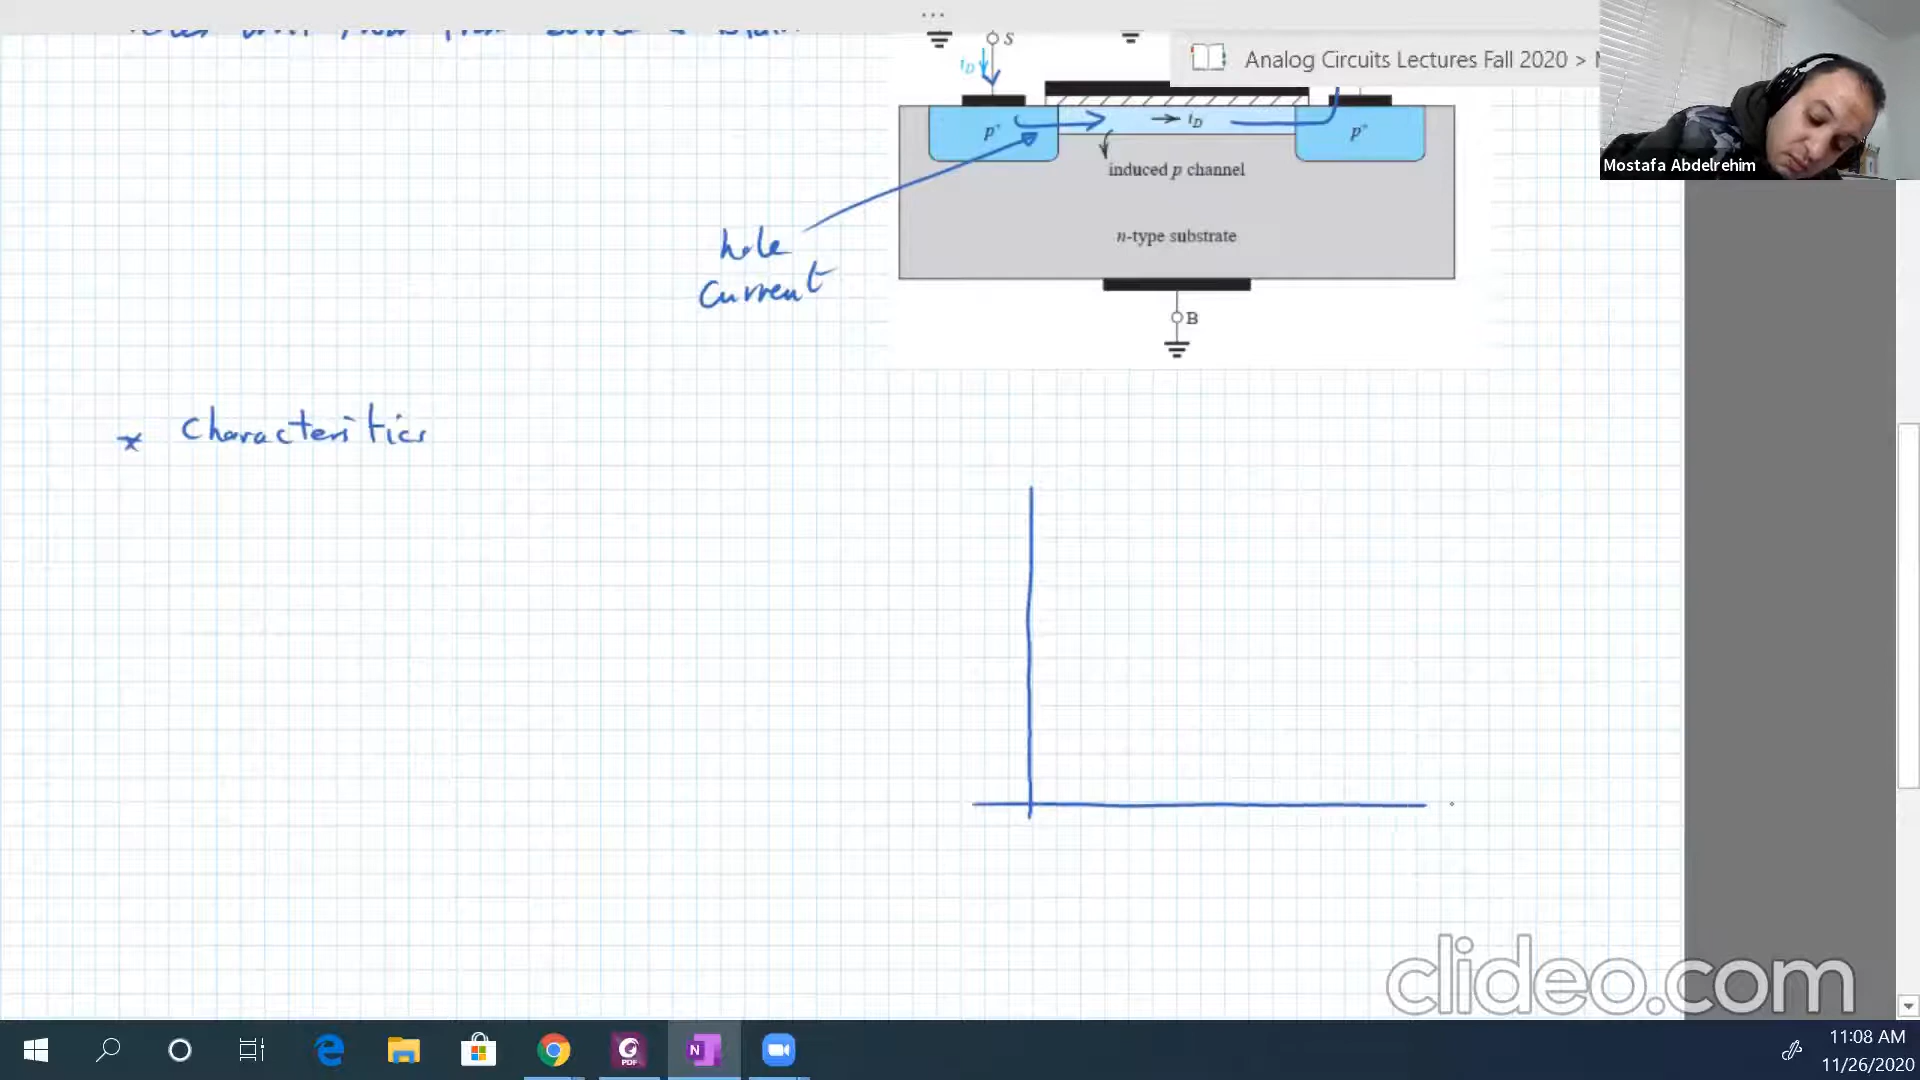 S
Analog Circuits Lectures Fall 2020 >
Mostafa Abdelrehim
iD
p+
iD
p+
induced p channel
n-type substrate
hole
current
B
* Characteristics
clideo.com
PDF
N
11:08 AM
11/26/2020